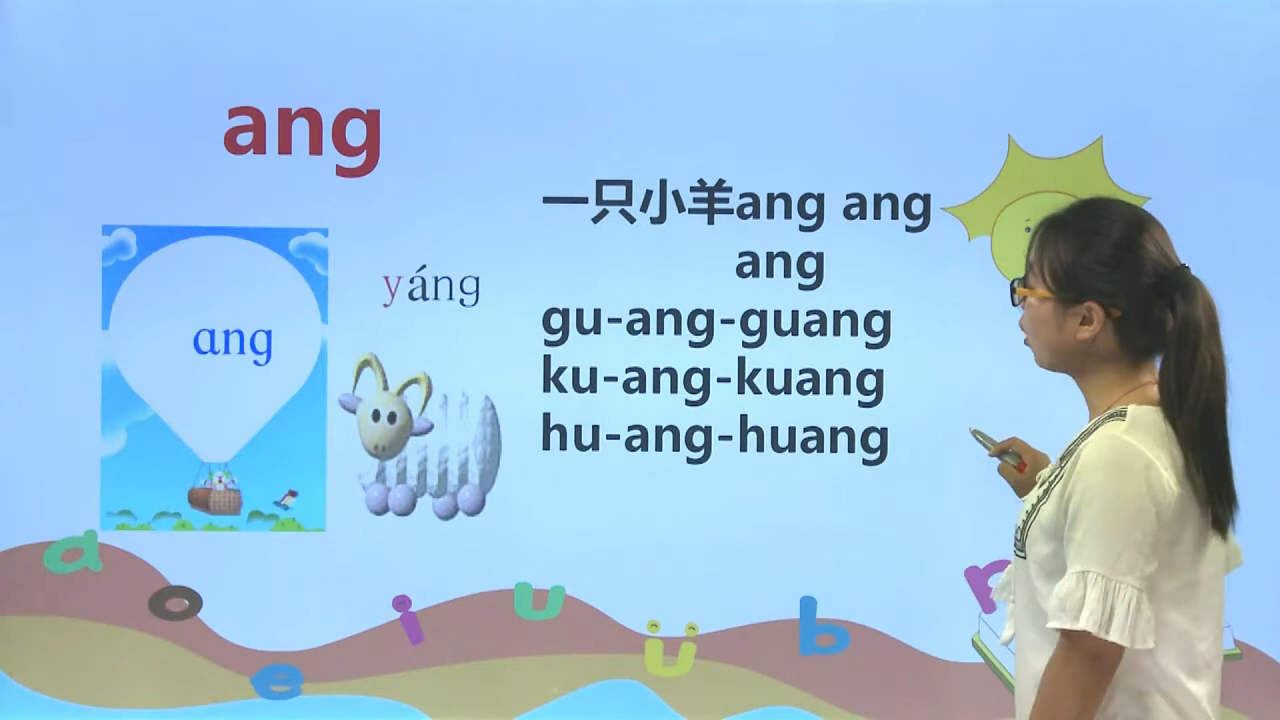 ang
一只小羊ang ang
ang
yáng
ang
gu-ang-guang
ku-ang-kuang
hu-ang-huang
a
o
e
i
u
ü
b